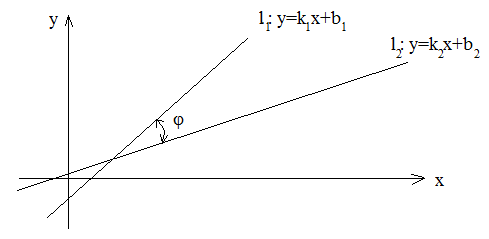 y
l₁: y=k₁x+b₁
l₂: y=k₂x+b₂
φ
x